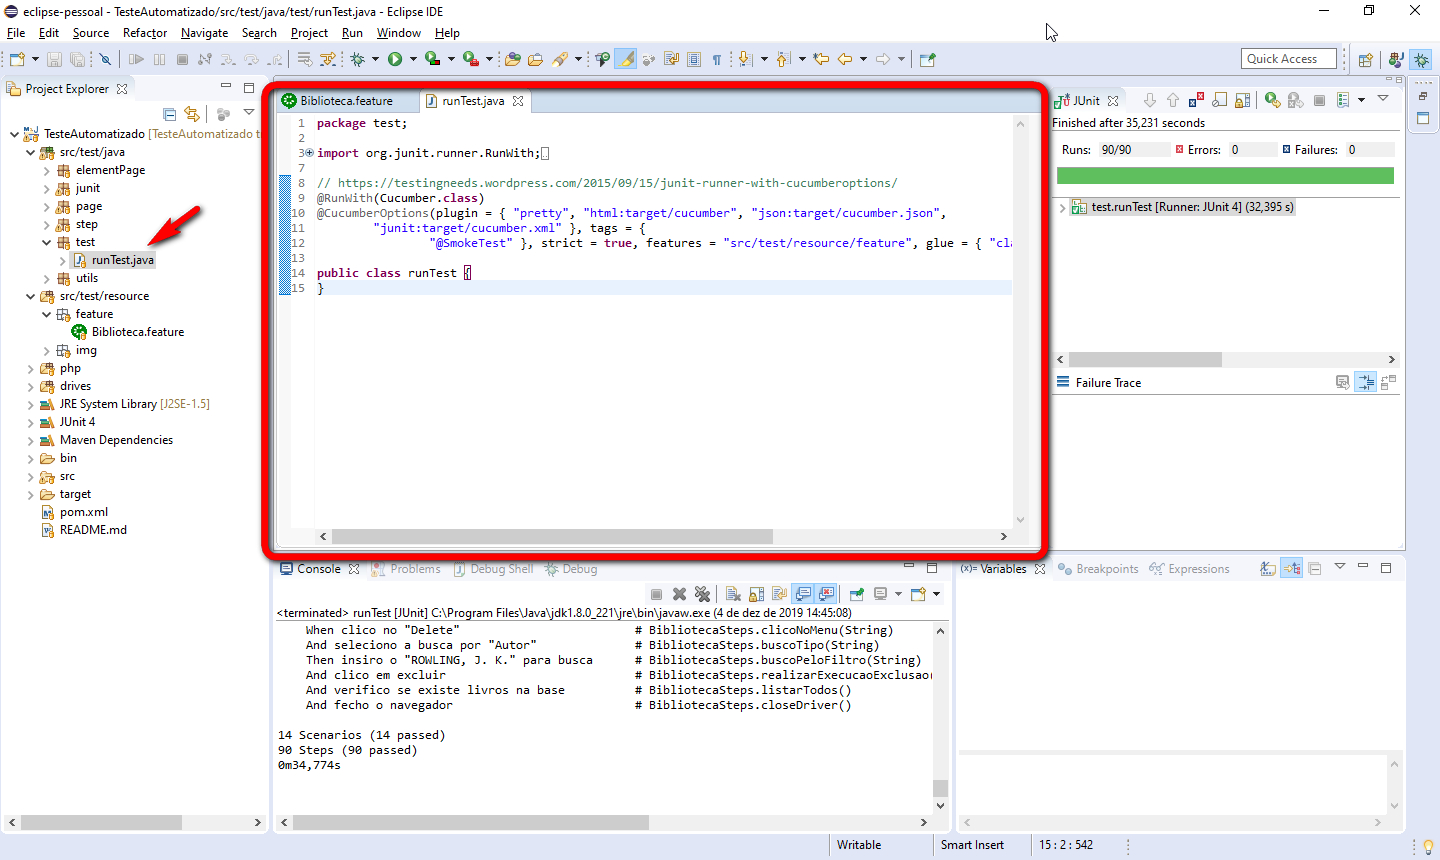 eclipse-pessoal - TesteAutomatizado/src/test/java/test/runTest.java - Eclipse IDE
File Edit Source Refactor Navigate Search Project Run Window Help
Quick Access
Project Explorer
TesteAutomatizado [TesteAutomatizado t
src/test/java
elementPage
junit
page
step
test
runTest.java
utils
src/test/resource
feature
Biblioteca.feature
img
php
drives
JRE System Library [J2SE-1.5]
JUnit 4
Maven Dependencies
bin
src
target
pom.xml
README.md
Biblioteca.feature runTest.java
1 package test;
2
3 import org.junit.runner.RunWith;
7
8 // https://testingneeds.wordpress.com/2015/09/15/junit-runner-with-cucumberoptions/
9 @RunWith(Cucumber.class)
10 @CucumberOptions(plugin = { "pretty", "html:target/cucumber", "json:target/cucumber.json",
11 "junit:target/cucumber.xml" }, tags = {
12 "@SmokeTest" }, strict = true, features = "src/test/resource/feature", glue = { "cla
13
14 public class runTest {
15 }
JUnit
Finished after 35,231 seconds
Runs: 90/90 Errors: 0 Failures: 0
test.runTest [Runner: JUnit 4] (32,395 s)
Failure Trace
Console Problems Debug Shell Debug
<terminated> runTest [JUnit] C:\Program Files\Java\jdk1.8.0_221\jre\bin\javaw.exe (4 de dez de 2019 14:45:08)
When clico no "Delete" # BibliotecaSteps.clicoNoMenu(String)
And seleciono a busca por "Autor" # BibliotecaSteps.buscoTipo(String)
Then insiro o "ROWLING, J. K." para busca # BibliotecaSteps.buscoPeloFiltro(String)
And clico em excluir # BibliotecaSteps.realizarExecucaoExclusao(
And verifico se existe livros na base # BibliotecaSteps.listarTodos()
And fecho o navegador # BibliotecaSteps.closeDriver()
14 Scenarios (14 passed)
90 Steps (90 passed)
0m34,774s
(x)= Variables Breakpoints Expressions
Writable Smart Insert 15 : 2 : 542